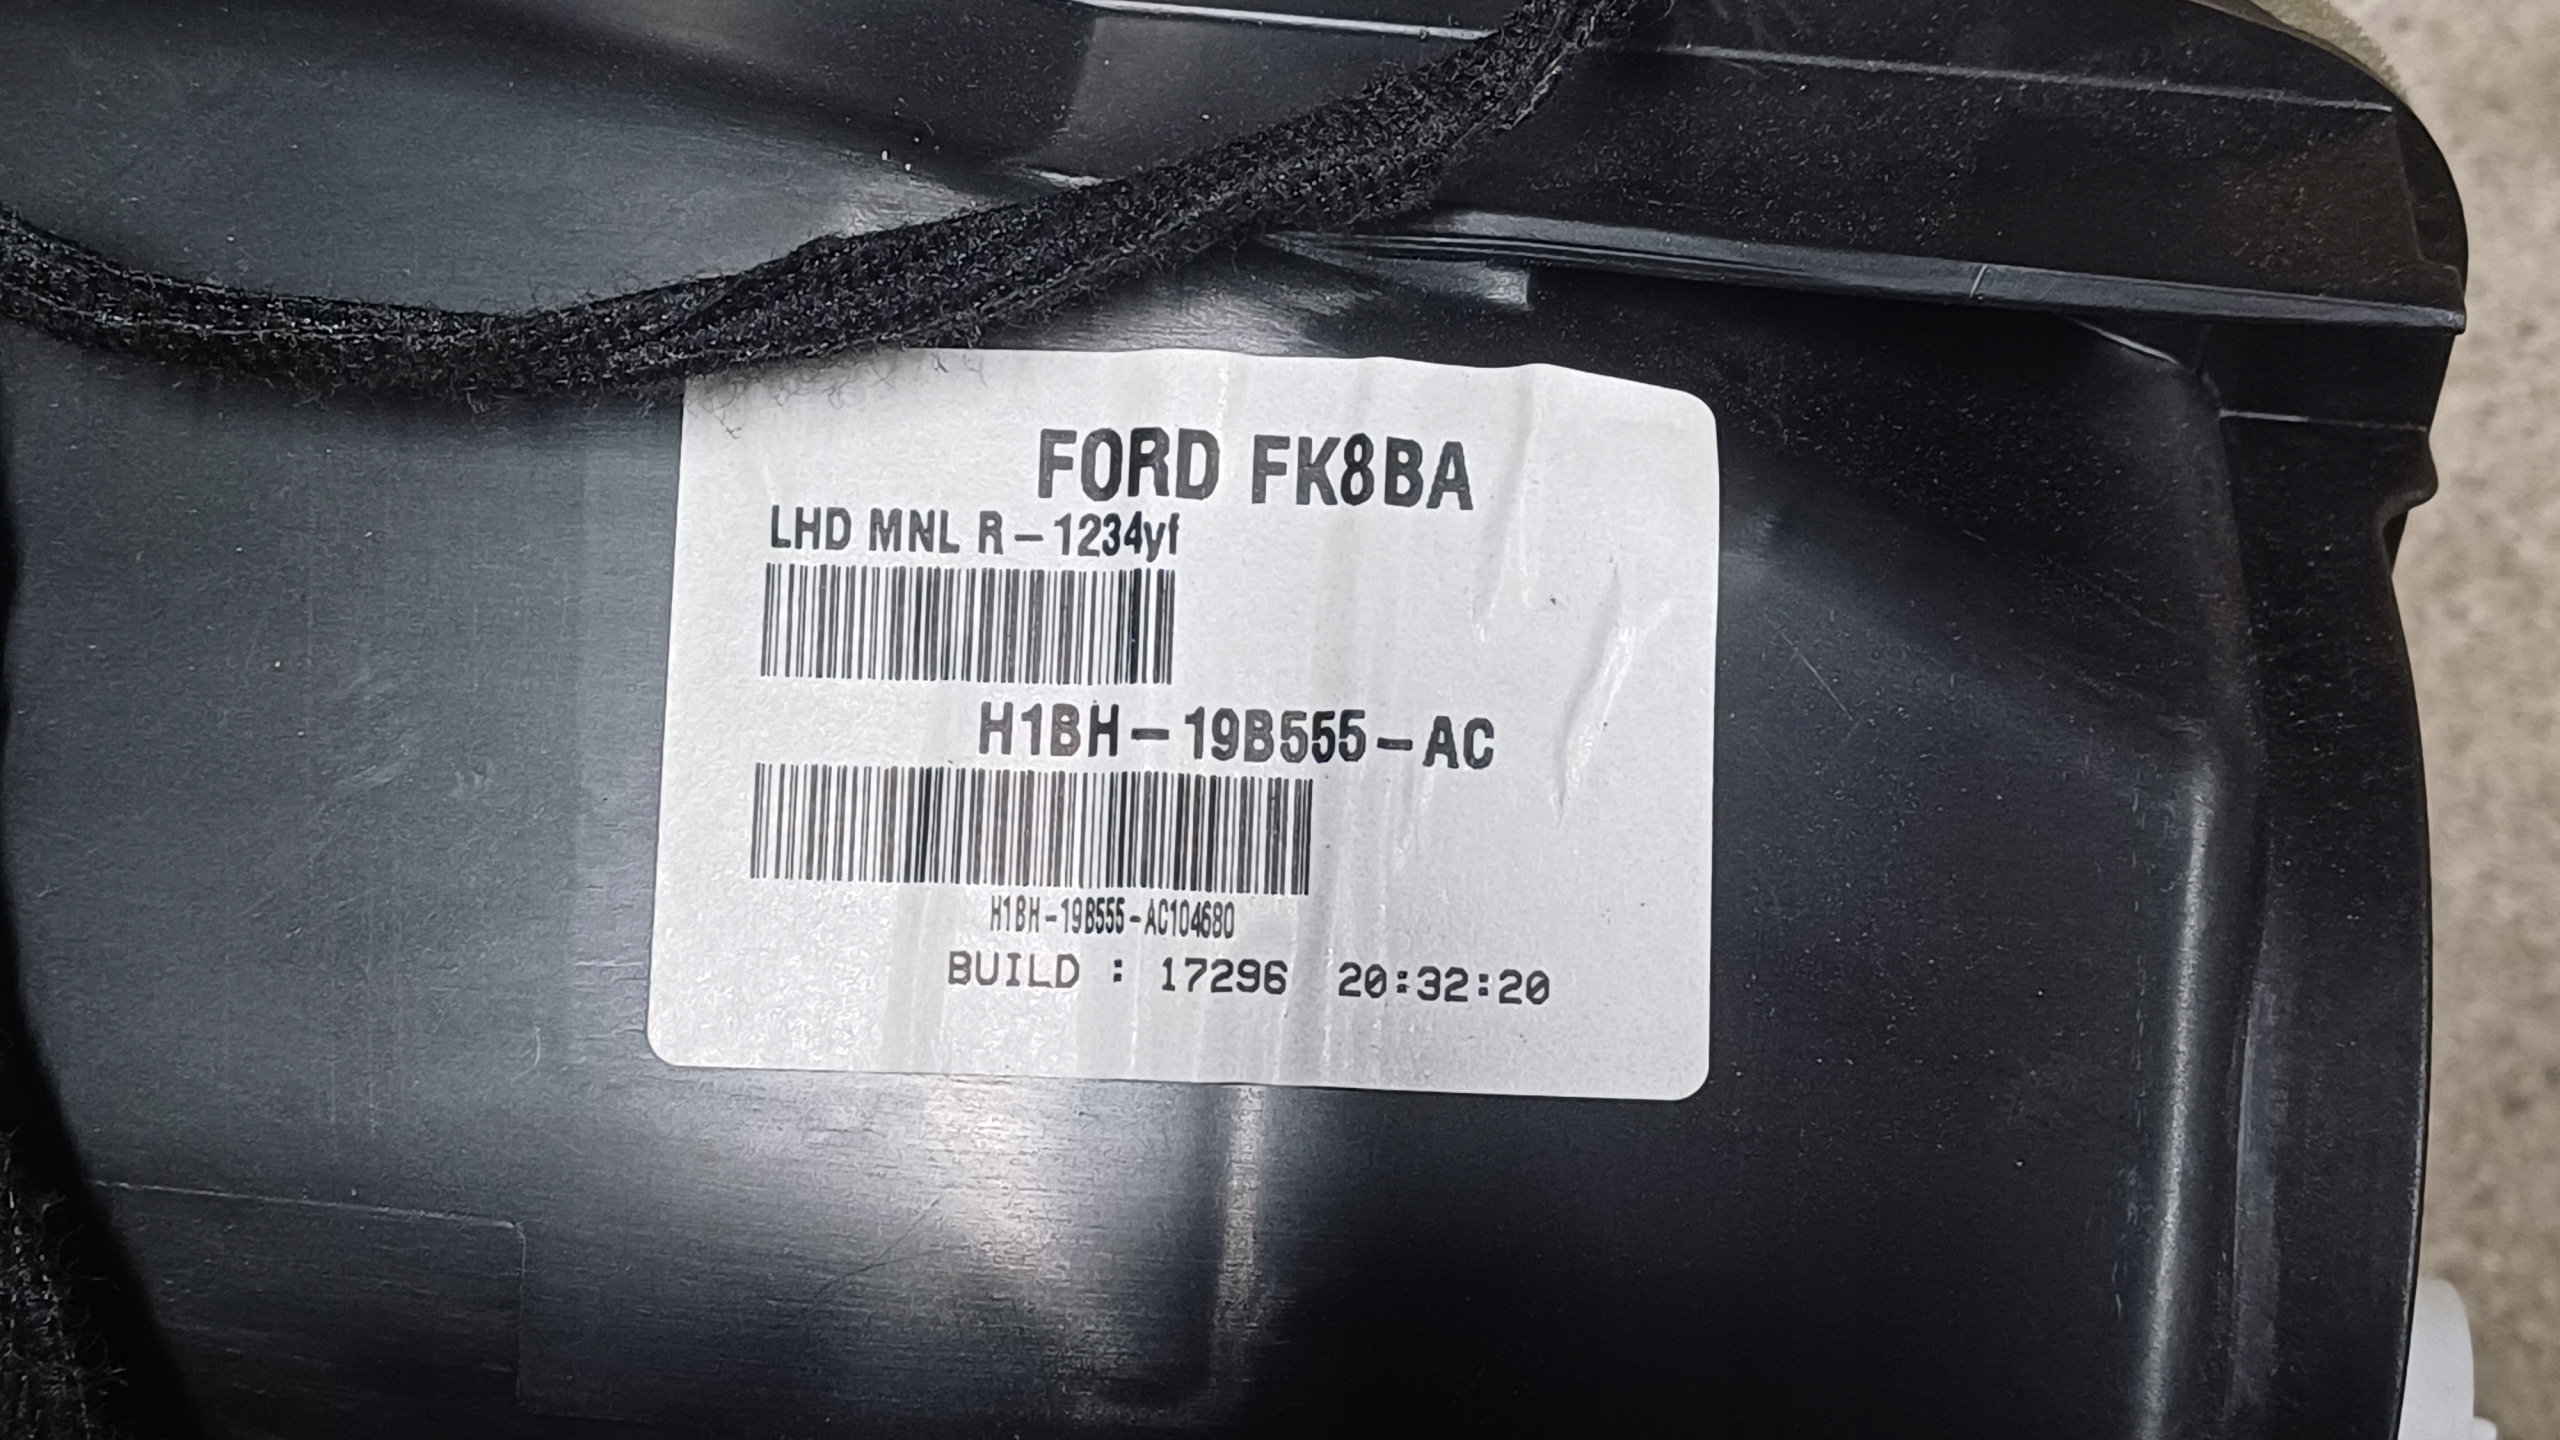 FORD FK8BA
LHD MNL R-1234yf
H1BH-19B555-AC
H1BH-19B555-AC104680
BUILD : 17296 20:32:20